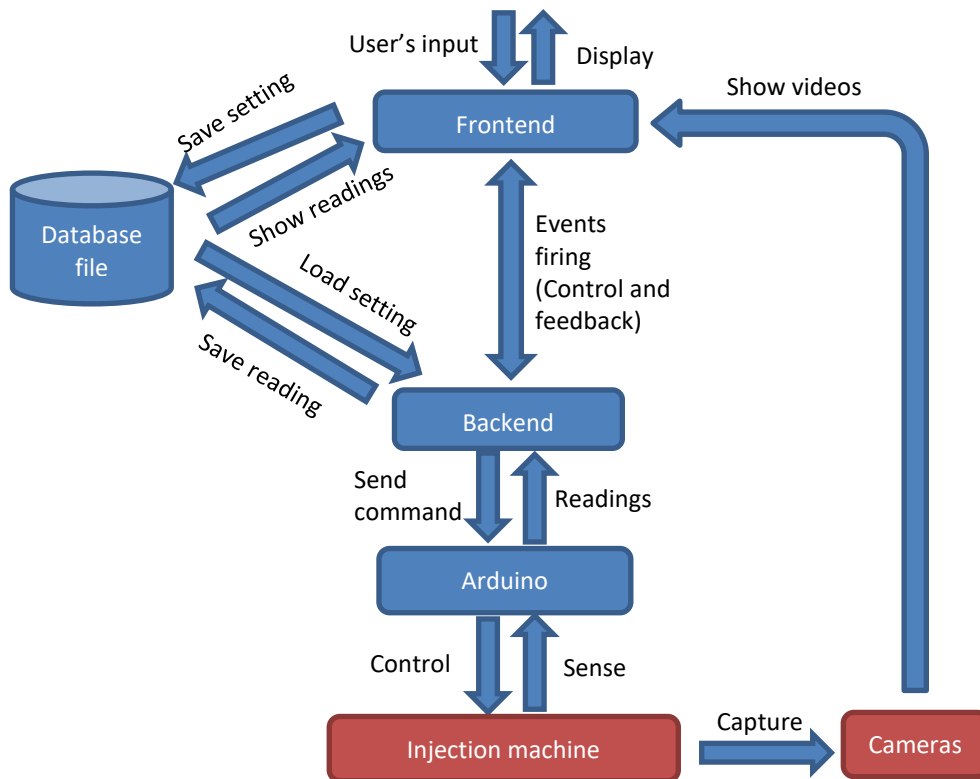 User’s input
Display
Show videos
Save setting
Frontend
Show readings
Database
file
Events
firing
(Control and
feedback)
Load setting
Save reading
Backend
Send
command
Readings
Arduino
Control
Sense
Capture
Injection machine
Cameras